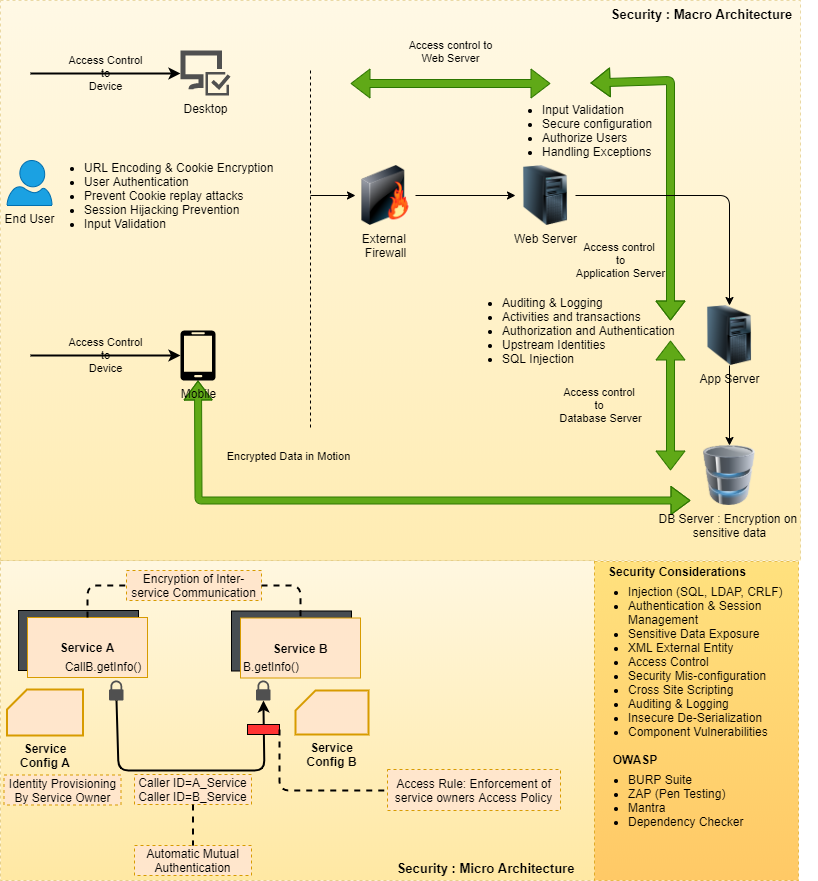 Security : Macro Architecture
Access Control
to
Device
Desktop
Access control to
Web Server
Input Validation
Secure configuration
Authorize Users
Handling Exceptions
URL Encoding & Cookie Encryption
User Authentication
Prevent Cookie replay attacks
Session Hijacking Prevention
Input Validation
End User
External
Firewall
Web Server
Access control
to
Application Server
Auditing & Logging
Activities and transactions
Authorization and Authentication
Upstream Identities
SQL Injection
Access Control
to
Device
Mobile
App Server
Access control
to
Database Server
Encrypted Data in Motion
DB Server : Encryption on
sensitive data
Encryption of Inter-
service Communication
Service A
CallB.getInfo()
Service B
B.getInfo()
Service
Config A
Service
Config B
Identity Provisioning
By Service Owner
Caller ID=A_Service
Caller ID=B_Service
Access Rule: Enforcement of
service owners Access Policy
Automatic Mutual
Authentication
Security : Micro Architecture
Security Considerations
Injection (SQL, LDAP, CRLF)
Authentication & Session
Management
Sensitive Data Exposure
XML External Entity
Access Control
Security Mis-configuration
Cross Site Scripting
Auditing & Logging
Insecure De-Serialization
Component Vulnerabilities
OWASP
BURP Suite
ZAP (Pen Testing)
Mantra
Dependency Checker